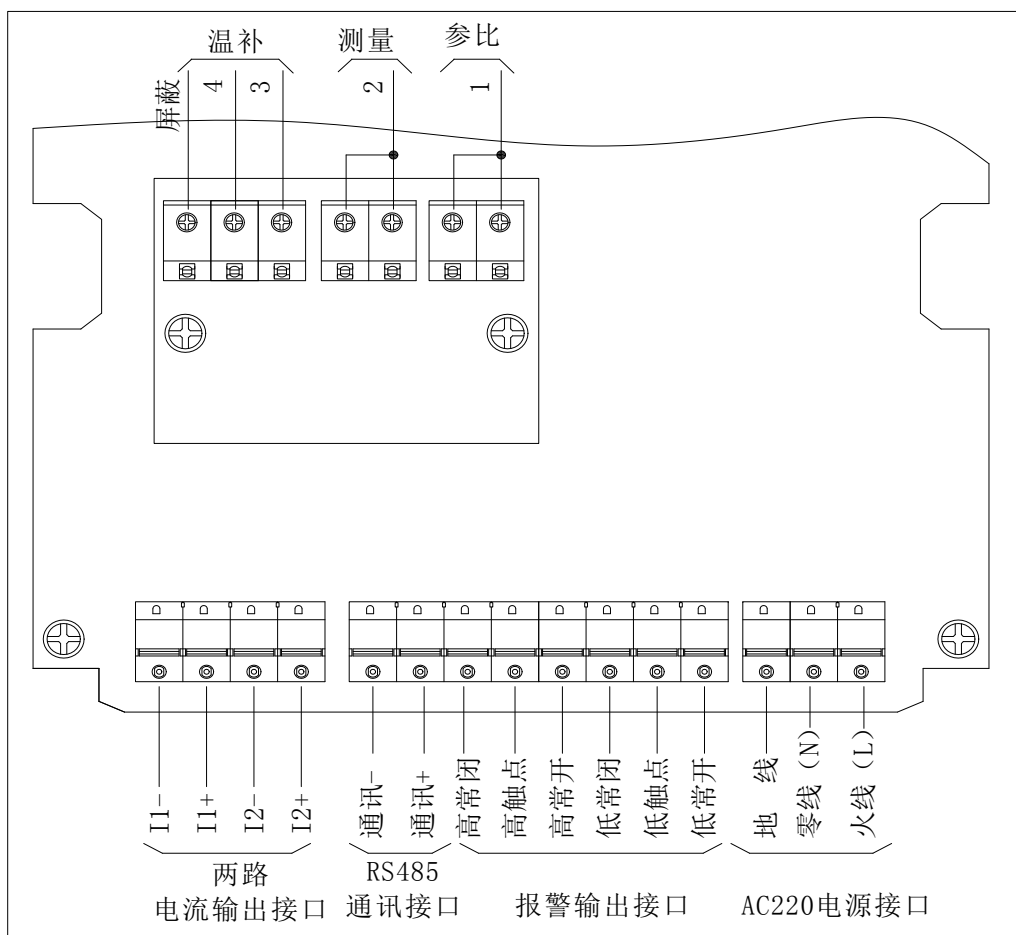 温补
测量
参比
屏蔽
4
3
2
1
I1-
I1+
I2-
I2+
通讯-
通讯+
高常闭
高触点
高常开
低常闭
低触点
低常开
地 线
零线(N)
火线(L)
两路
电流输出接口
RS485
通讯接口
报警输出接口
AC220电源接口